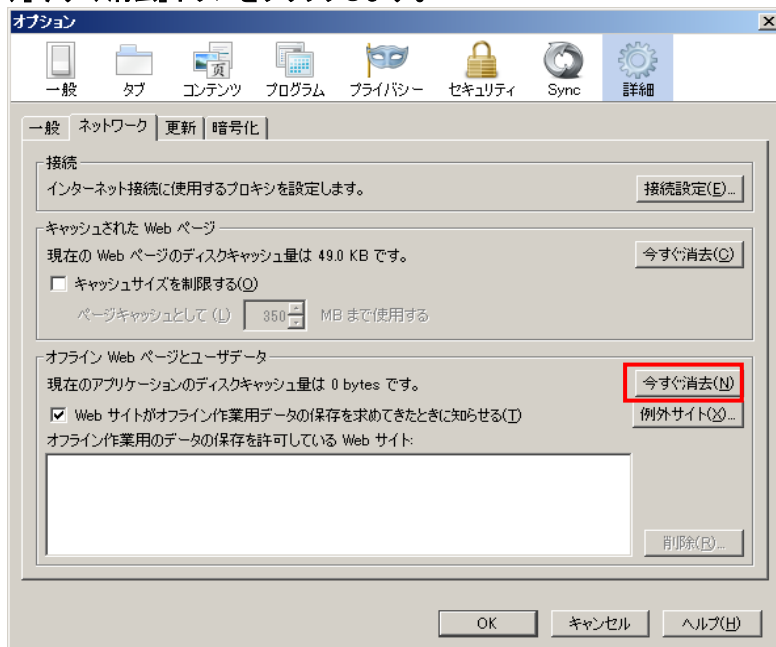 オプション
一般 タブ コンテンツ プログラム プライバシー セキュリティ Sync 詳細
一般 ネットワーク 更新 暗号化
接続
インターネット接続に使用するプロキシを設定します。 接続設定(E)...
キャッシュされた Web ページ
現在の Web ページのディスクキャッシュ量は 49.0 KB です。 今すぐ消去(C)
キャッシュサイズを制限する(O)
ページキャッシュとして (L) 350 MB まで使用する
オフライン Web ページとユーザデータ
現在のアプリケーションのディスクキャッシュ量は 0 bytes です。 今すぐ消去(N)
Web サイトがオフライン作業用データの保存を求めてきたときに知らせる(T) 例外サイト(X)...
オフライン作業用のデータの保存を許可している Web サイト:
削除(R)...
OK キャンセル ヘルプ(H)